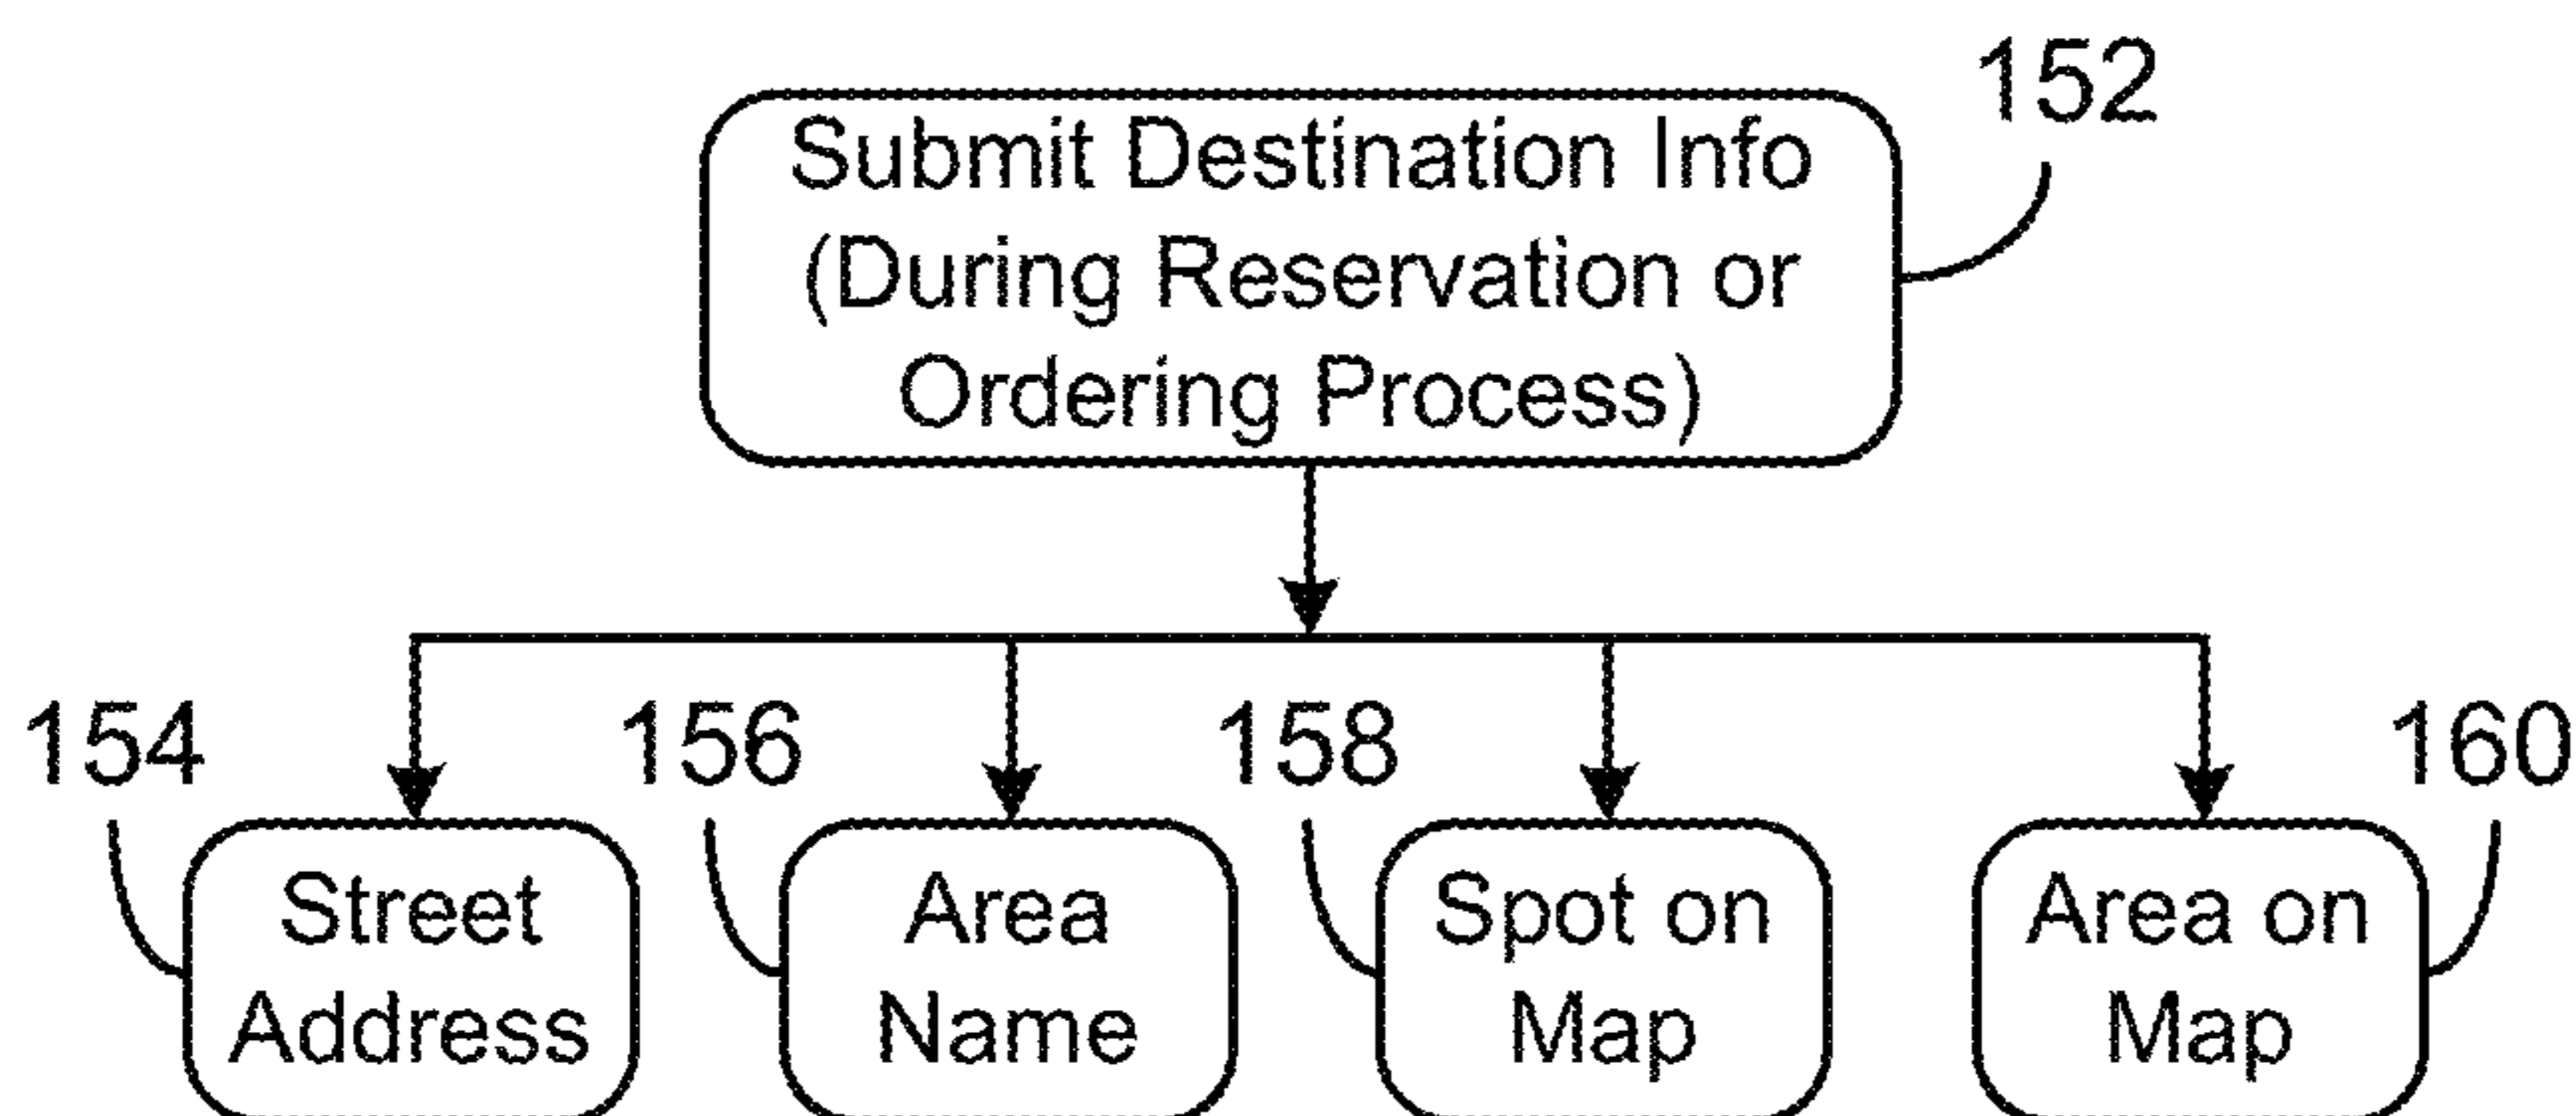 152
Submit Destination Info
(During Reservation or
Ordering Process)
154
156
158
160
Street
Address
Area
Name
Spot on
Map
Area on
Map